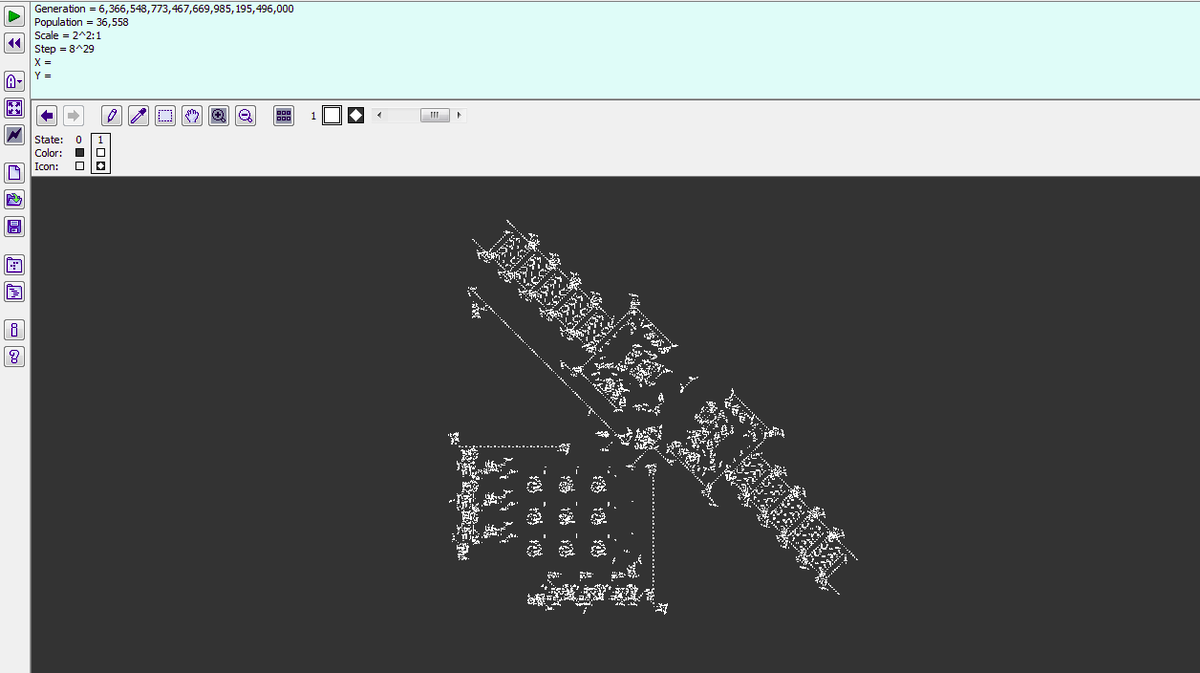 Generation = 6,366,548,773,467,669,985,195,496,000
Population = 36,558
Scale = 2^2:1
Step = 8^29
X =
Y =
1
State: 0 1
Color:
Icon: